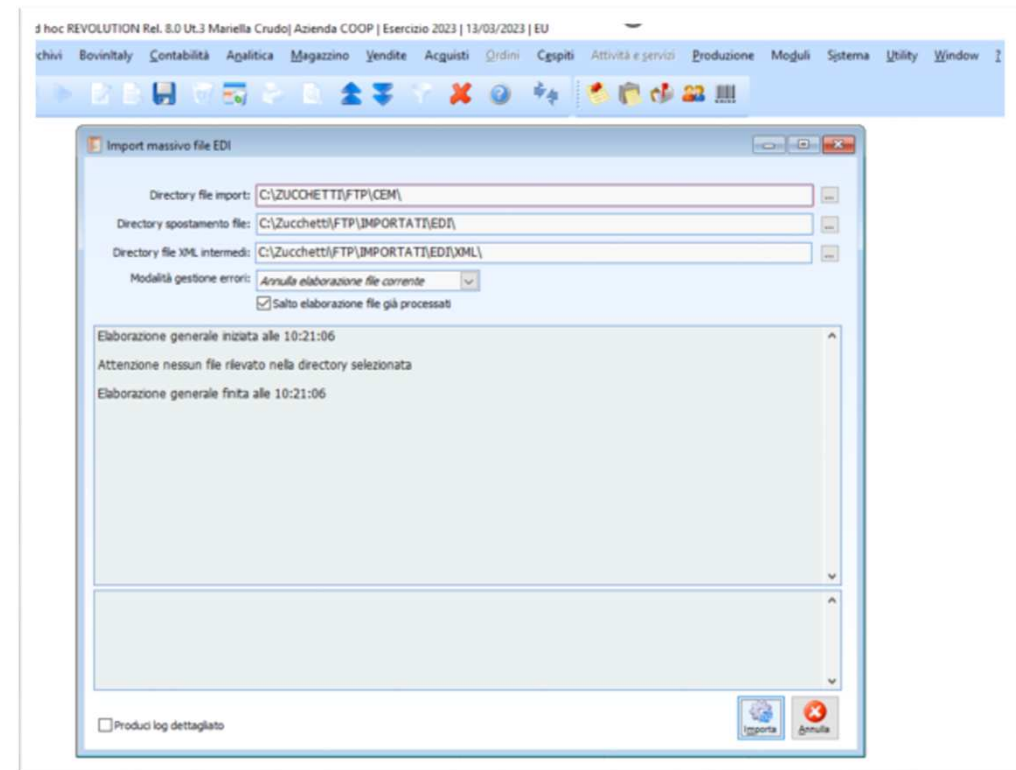 d hoc REVOLUTION Rel. 8.0 Ut.3 Mariella Crudo| Azienda COOP | Esercizio 2023 | 13/03/2023 | EU
rchivi BovinItaly Contabilità Analitica Magazzino Vendite Acquisti Ordini Cespiti Attività e servizi Produzione Moduli Sistema Utility Window ?
Import massivo file EDI
Directory file import: C:\ZUCCHETTI\FTP\CEM\ ...
Directory spostamento file: C:\Zucchetti\FTP\IMPORTATI\EDI\ ...
Directory file XML intermedi: C:\Zucchetti\FTP\IMPORTATI\EDI\XML\ ...
Modalità gestione errori: Annulla elaborazione file corrente
Salto elaborazione file già processati
Elaborazione generale iniziata alle 10:21:06
Attenzione nessun file rilevato nella directory selezionata
Elaborazione generale finita alle 10:21:06
Produci log dettagliato
Importa Annulla